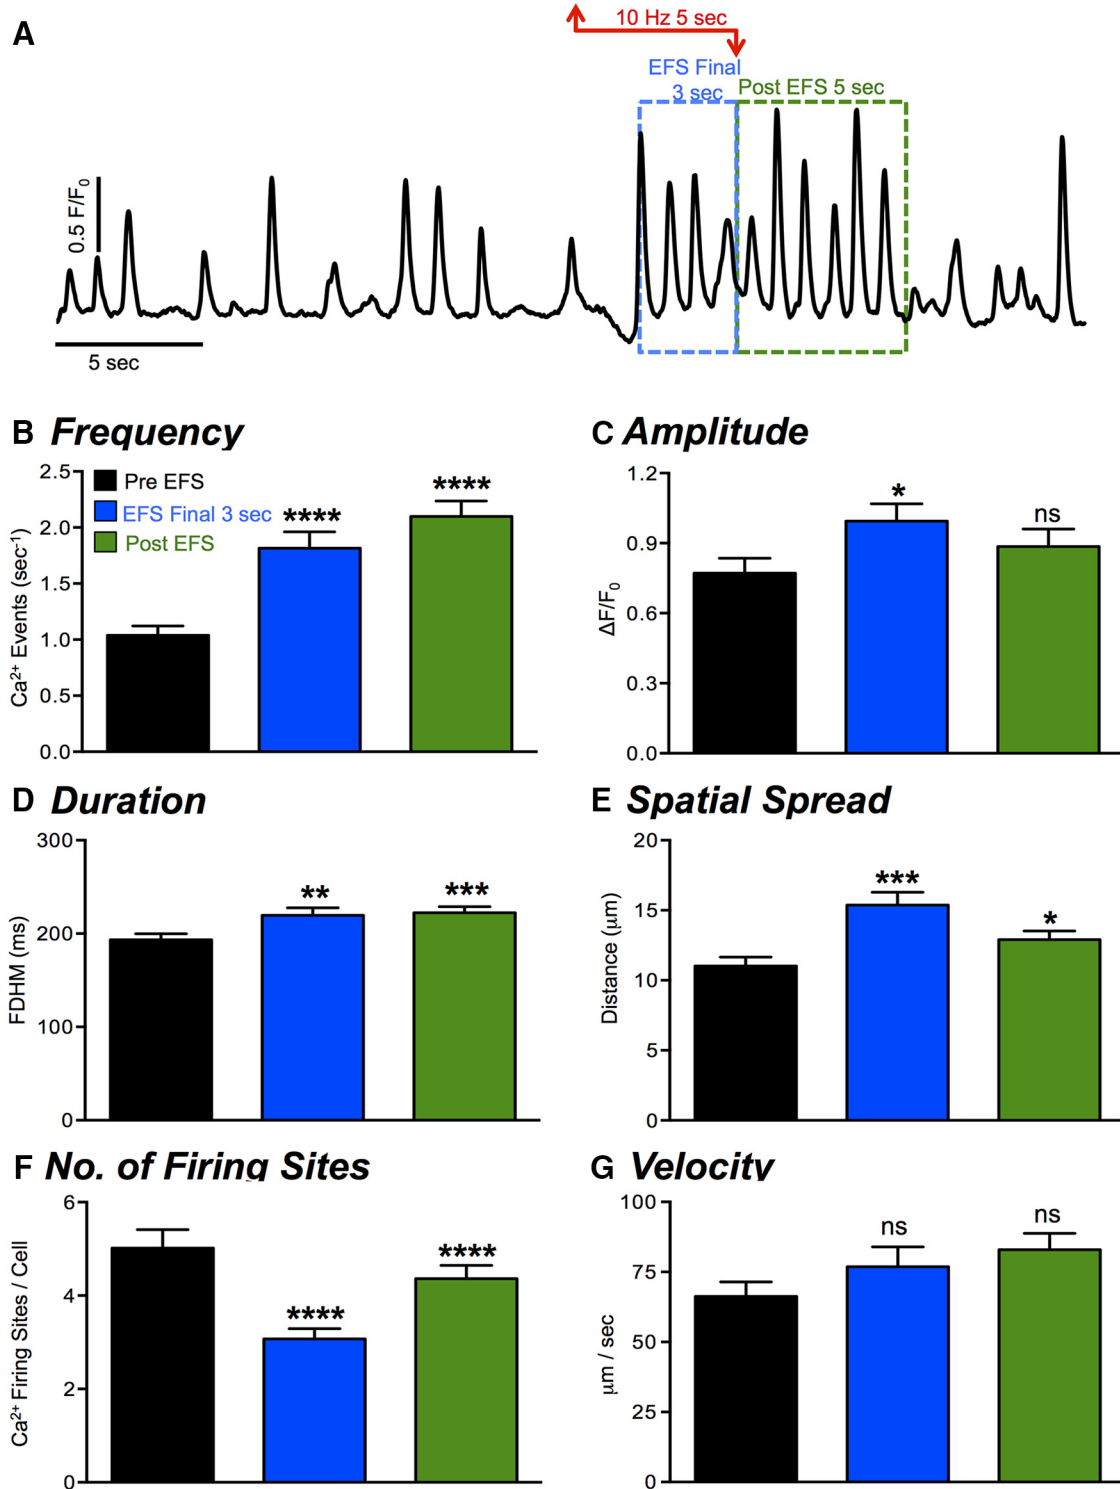 A
10 Hz 5 sec
EFS Final
3 sec
Post EFS 5 sec
0.5 F/F0
5 sec
B Frequency
2.5
2.0
1.5
1.0
0.5
0.0
Ca2+ Events (sec-1)
Pre EFS
EFS Final 3 sec
Post EFS
****
****
C Amplitude
1.2
0.9
0.6
0.3
0.0
ΔF/F0
*
ns
D Duration
300
200
100
0
FDHM (ms)
**
***
E Spatial Spread
20
15
10
5
0
Distance (μm)
***
*
F No. of Firing Sites
6
4
2
0
Ca2+ Firing Sites / Cell
****
****
G Velocity
100
75
50
25
0
μm / sec
ns
ns